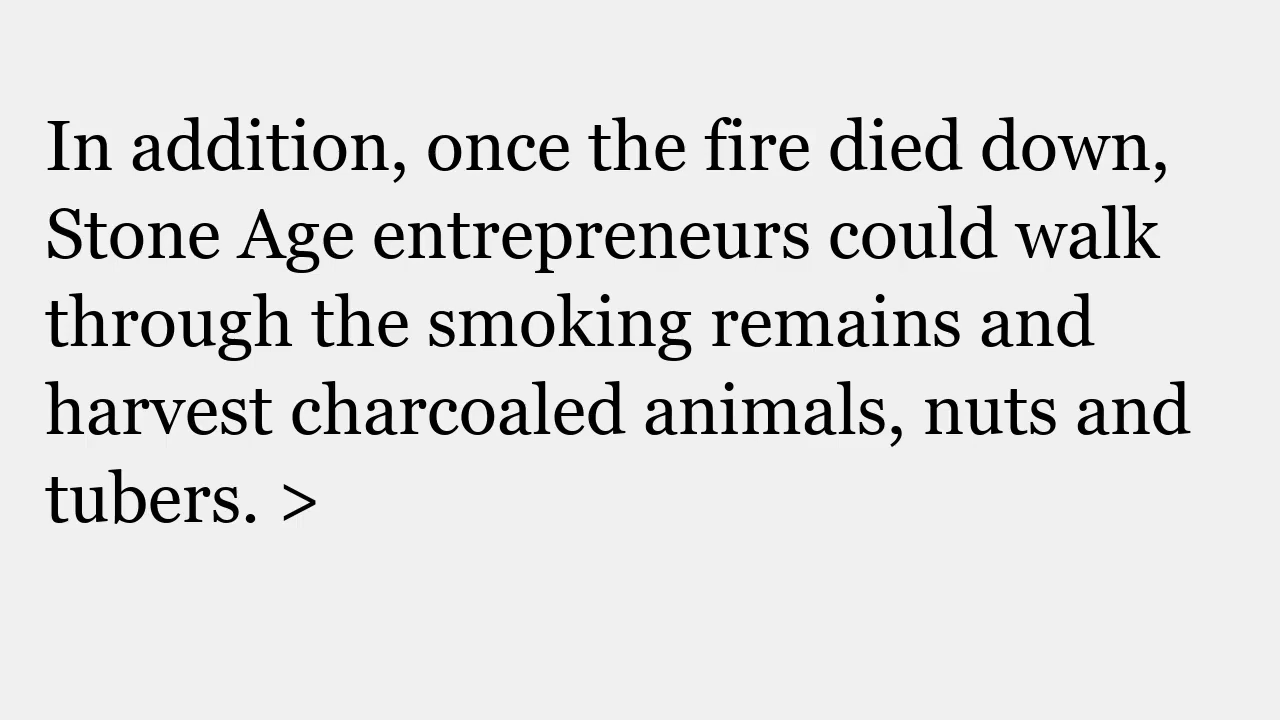 In addition, once the fire died down,
Stone Age entrepreneurs could walk
through the smoking remains and
harvest charcoaled animals, nuts and
tubers. >